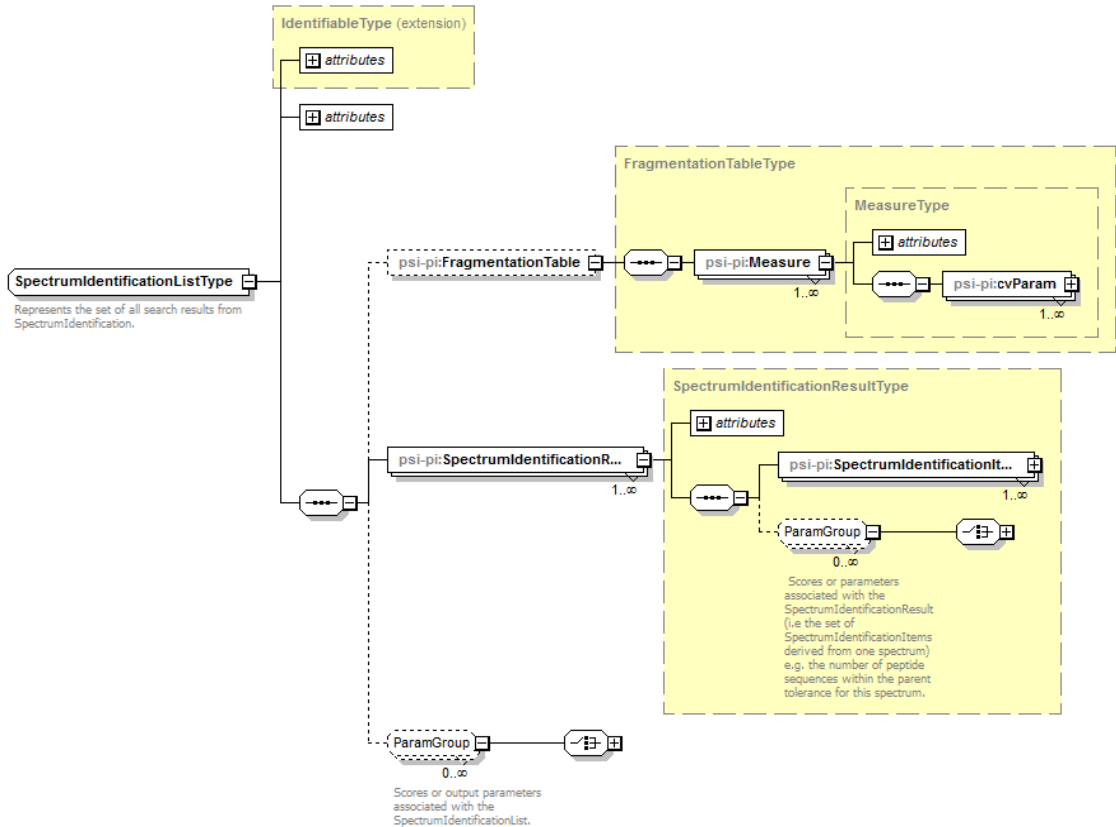 IdentifiableType (extension)
attributes
attributes
FragmentationTableType
MeasureType
attributes
psi-pi:FragmentationTable
psi-pi:Measure
1..∞
psi-pi:cvParam
1..∞
SpectrumIdentificationListType
Represents the set of all search results from
SpectrumIdentification.
SpectrumIdentificationResultType
attributes
psi-pi:SpectrumIdentificationR...
1..∞
psi-pi:SpectrumIdentificationIt...
1..∞
ParamGroup
0..∞
Scores or parameters
associated with the
SpectrumIdentificationResult
(i.e the set of
SpectrumIdentificationItems
derived from one spectrum)
e.g. the number of peptide
sequences within the parent
tolerance for this spectrum.
ParamGroup
0..∞
Scores or output parameters
associated with the
SpectrumIdentificationList.